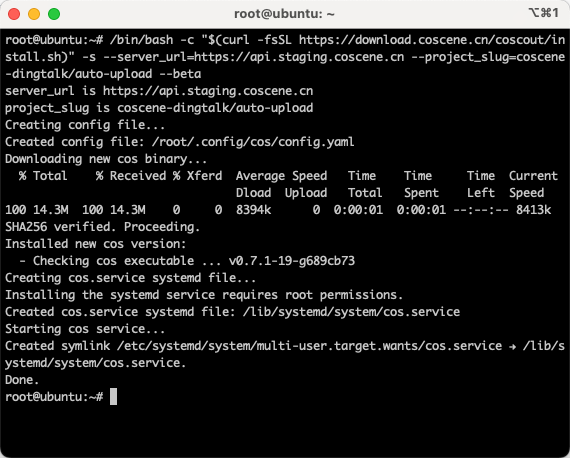 root@ubuntu: ~
⌥⌘1
root@ubuntu:~# /bin/bash -c "$(curl -fsSL https://download.coscene.cn/coscout/in
stall.sh)" -s --server_url=https://api.staging.coscene.cn --project_slug=coscene
-dingtalk/auto-upload --beta
server_url is https://api.staging.coscene.cn
project_slug is coscene-dingtalk/auto-upload
Creating config file...
Created config file: /root/.config/cos/config.yaml
Downloading new cos binary...
  % Total    % Received % Xferd  Average Speed   Time    Time     Time  Current
                                 Dload  Upload   Total   Spent    Left  Speed
100 14.3M  100 14.3M    0     0  8394k      0  0:00:01  0:00:01 --:--:-- 8413k
SHA256 verified. Proceeding.
Installed new cos version:
  - Checking cos executable ... v0.7.1-19-g689cb73
Creating cos.service systemd file...
Installing the systemd service requires root permissions.
Created cos.service systemd file: /lib/systemd/system/cos.service
Starting cos service...
Created symlink /etc/systemd/system/multi-user.target.wants/cos.service → /lib/s
ystemd/system/cos.service.
Done.
root@ubuntu:~#